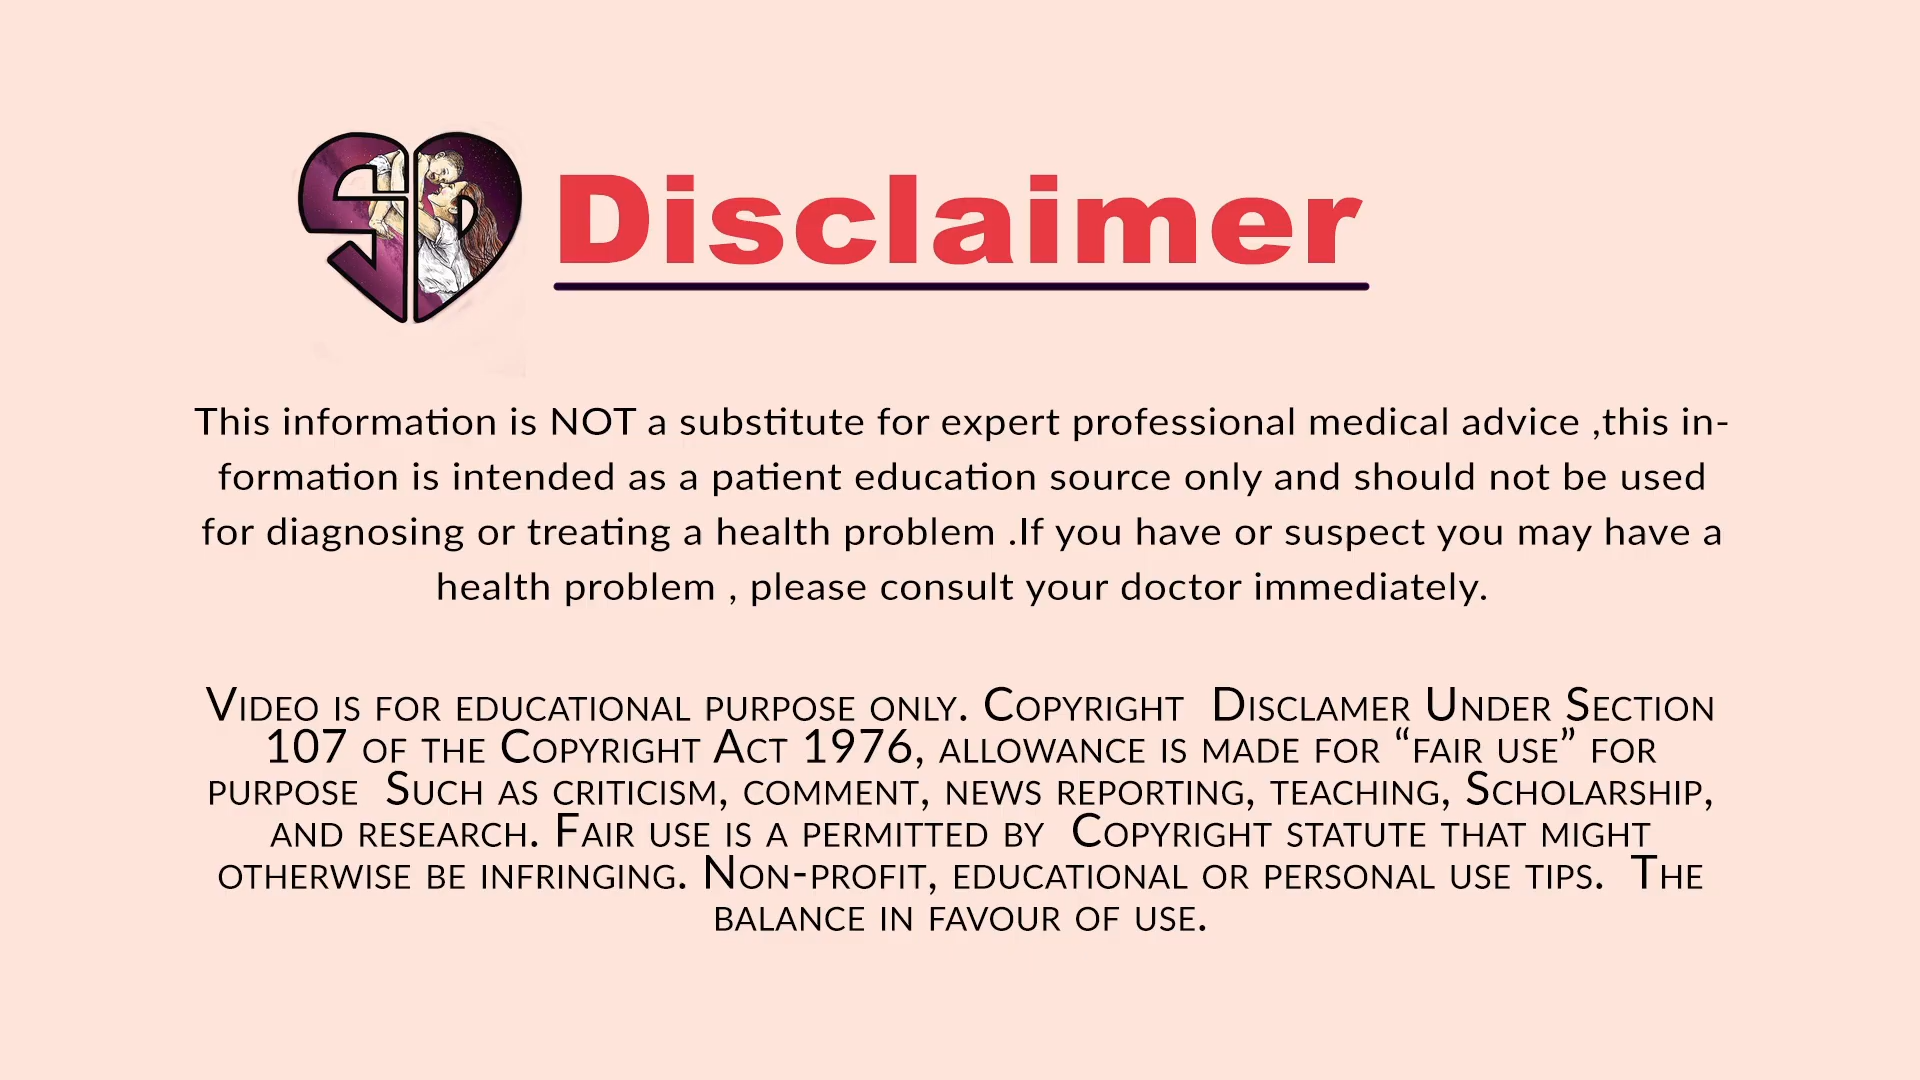 Disclaimer
This information is NOT a substitute for expert professional medical advice ,this in-
formation is intended as a patient education source only and should not be used
for diagnosing or treating a health problem .If you have or suspect you may have a
health problem , please consult your doctor immediately.
Video is for educational purpose only. Copyright  Disclamer Under Section
107 of the Copyright Act 1976, allowance is made for “fair use” for
purpose  Such as criticism, comment, news reporting, teaching, Scholarship,
and research. Fair use is a permitted by  Copyright statute that might
otherwise be infringing. Non-profit, educational or personal use tips.  The
balance in favour of use.